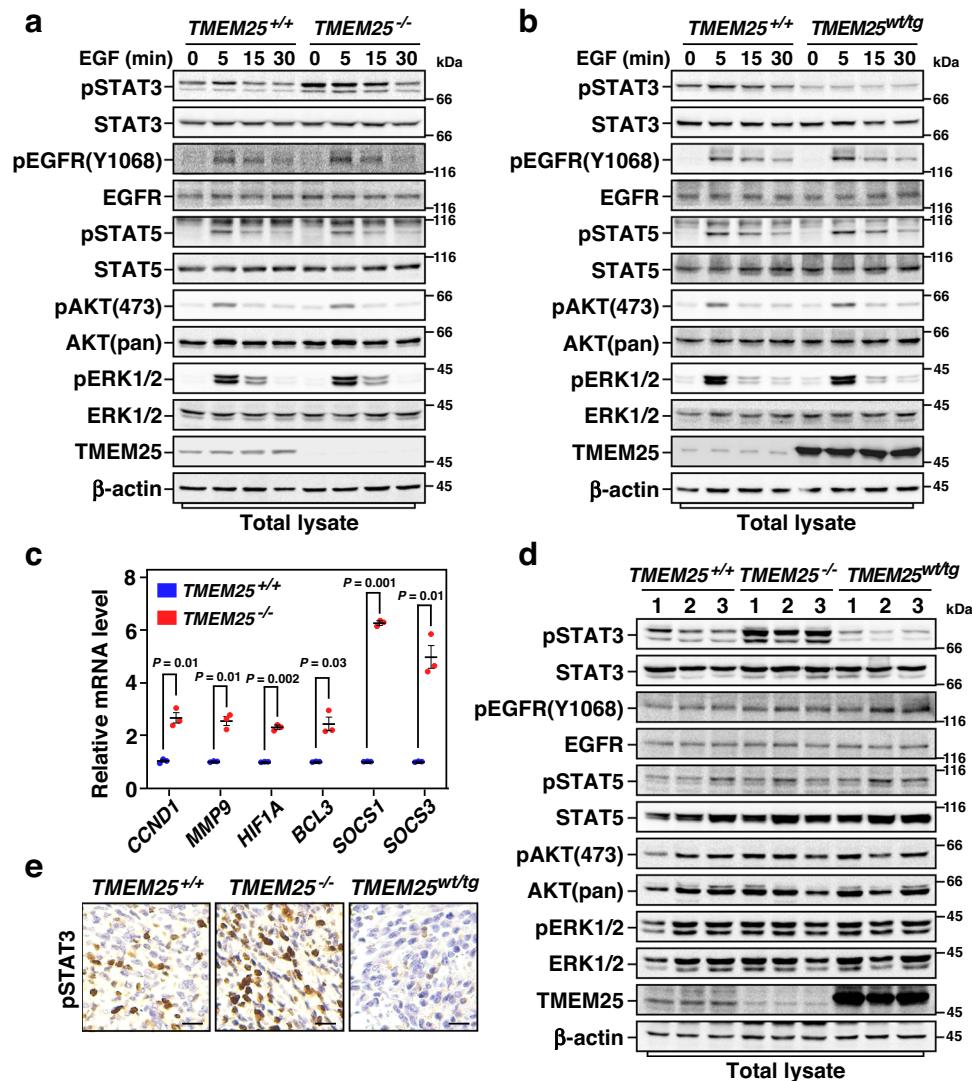 a
TMEM25+/+ TMEM25-/-
EGF (min) 0 5 15 30 0 5 15 30 kDa
pSTAT3 66
STAT3 66
pEGFR(Y1068) 116
EGFR 116
pSTAT5 116
STAT5 116
pAKT(473) 66
AKT(pan) 66
pERK1/2 45
ERK1/2 45
TMEM25 45
β-actin 45
Total lysate
b
TMEM25+/+ TMEM25wt/tg
EGF (min) 0 5 15 30 0 5 15 30 kDa
pSTAT3 66
STAT3 66
pEGFR(Y1068) 116
EGFR 116
pSTAT5 116
STAT5 116
pAKT(473) 66
AKT(pan) 66
pERK1/2 45
ERK1/2 45
TMEM25 45
β-actin 45
Total lysate
c
Relative mRNA level
8
6
4
2
0
TMEM25+/+
TMEM25-/-
P = 0.01
P = 0.01
P = 0.002
P = 0.03
P = 0.001
P = 0.01
CCND1 MMP9 HIF1A BCL3 SOCS1 SOCS3
d
TMEM25+/+ TMEM25-/- TMEM25wt/tg
1 2 3 1 2 3 1 2 3 kDa
pSTAT3 66
STAT3 66
pEGFR(Y1068) 116
EGFR 116
pSTAT5 116
STAT5 116
pAKT(473) 66
AKT(pan) 66
pERK1/2 45
ERK1/2 45
TMEM25 45
β-actin 45
Total lysate
e
TMEM25+/+ TMEM25-/- TMEM25wt/tg
pSTAT3